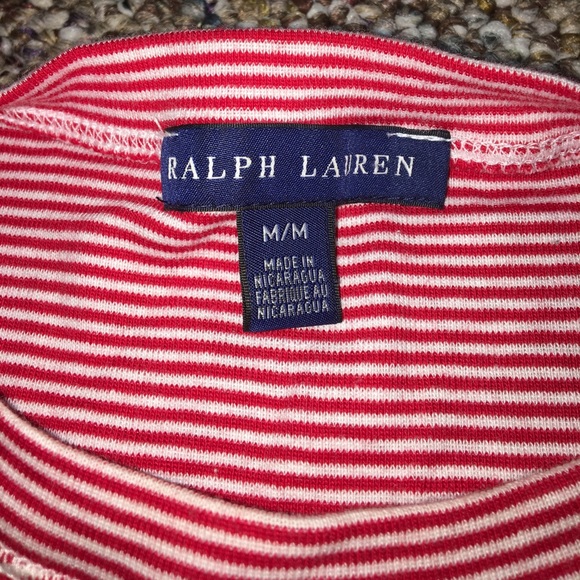 RALPH LAUREN
M/M
MADE IN
NICARAGUA
FABRIQUE AU
NICARAGUA